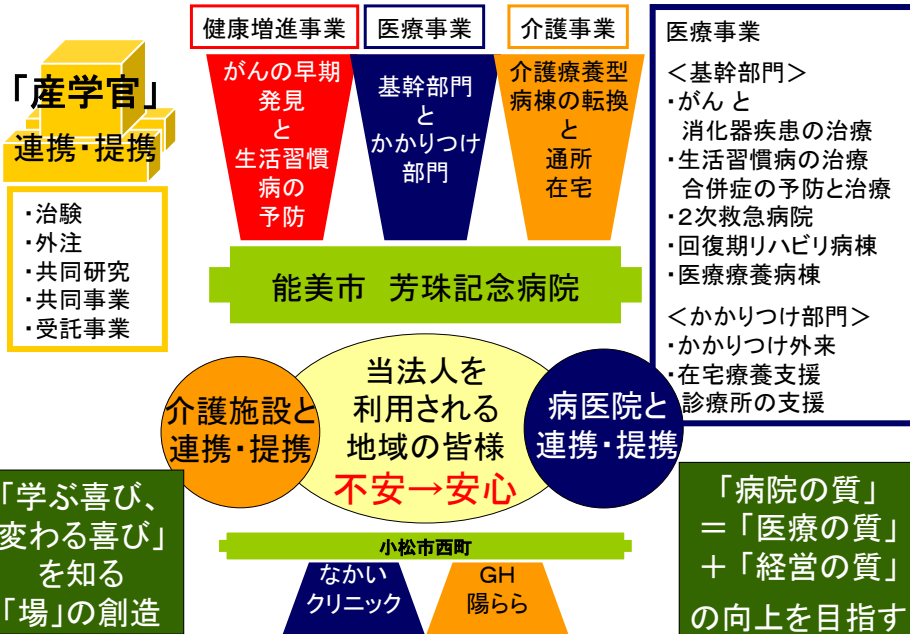 「産学官」
連携・提携
・治験
・外注
・共同研究
・共同事業
・受託事業
健康増進事業
がんの早期
発見
と
生活習慣
病の
予防
医療事業
基幹部門
と
かかりつけ
部門
介護事業
介護療養型
病棟の転換
と
通所
在宅
医療事業
＜基幹部門＞
・がん と
消化器疾患の治療
・生活習慣病の治療
合併症の予防と治療
・２次救急病院
・回復期リハビリ病棟
・医療療養病棟
＜かかりつけ部門＞
・かかりつけ外来
・在宅療養支援
診療所の支援
能美市 芳珠記念病院
介護施設と
連携・提携
当法人を
利用される
地域の皆様
不安→安心
病医院と
連携・提携
「学ぶ喜び、
変わる喜び」
を知る
「場」の創造
小松市西町
なかい
クリニック
GH
陽らら
「病院の質」
＝「医療の質」
＋「経営の質」
の向上を目指す